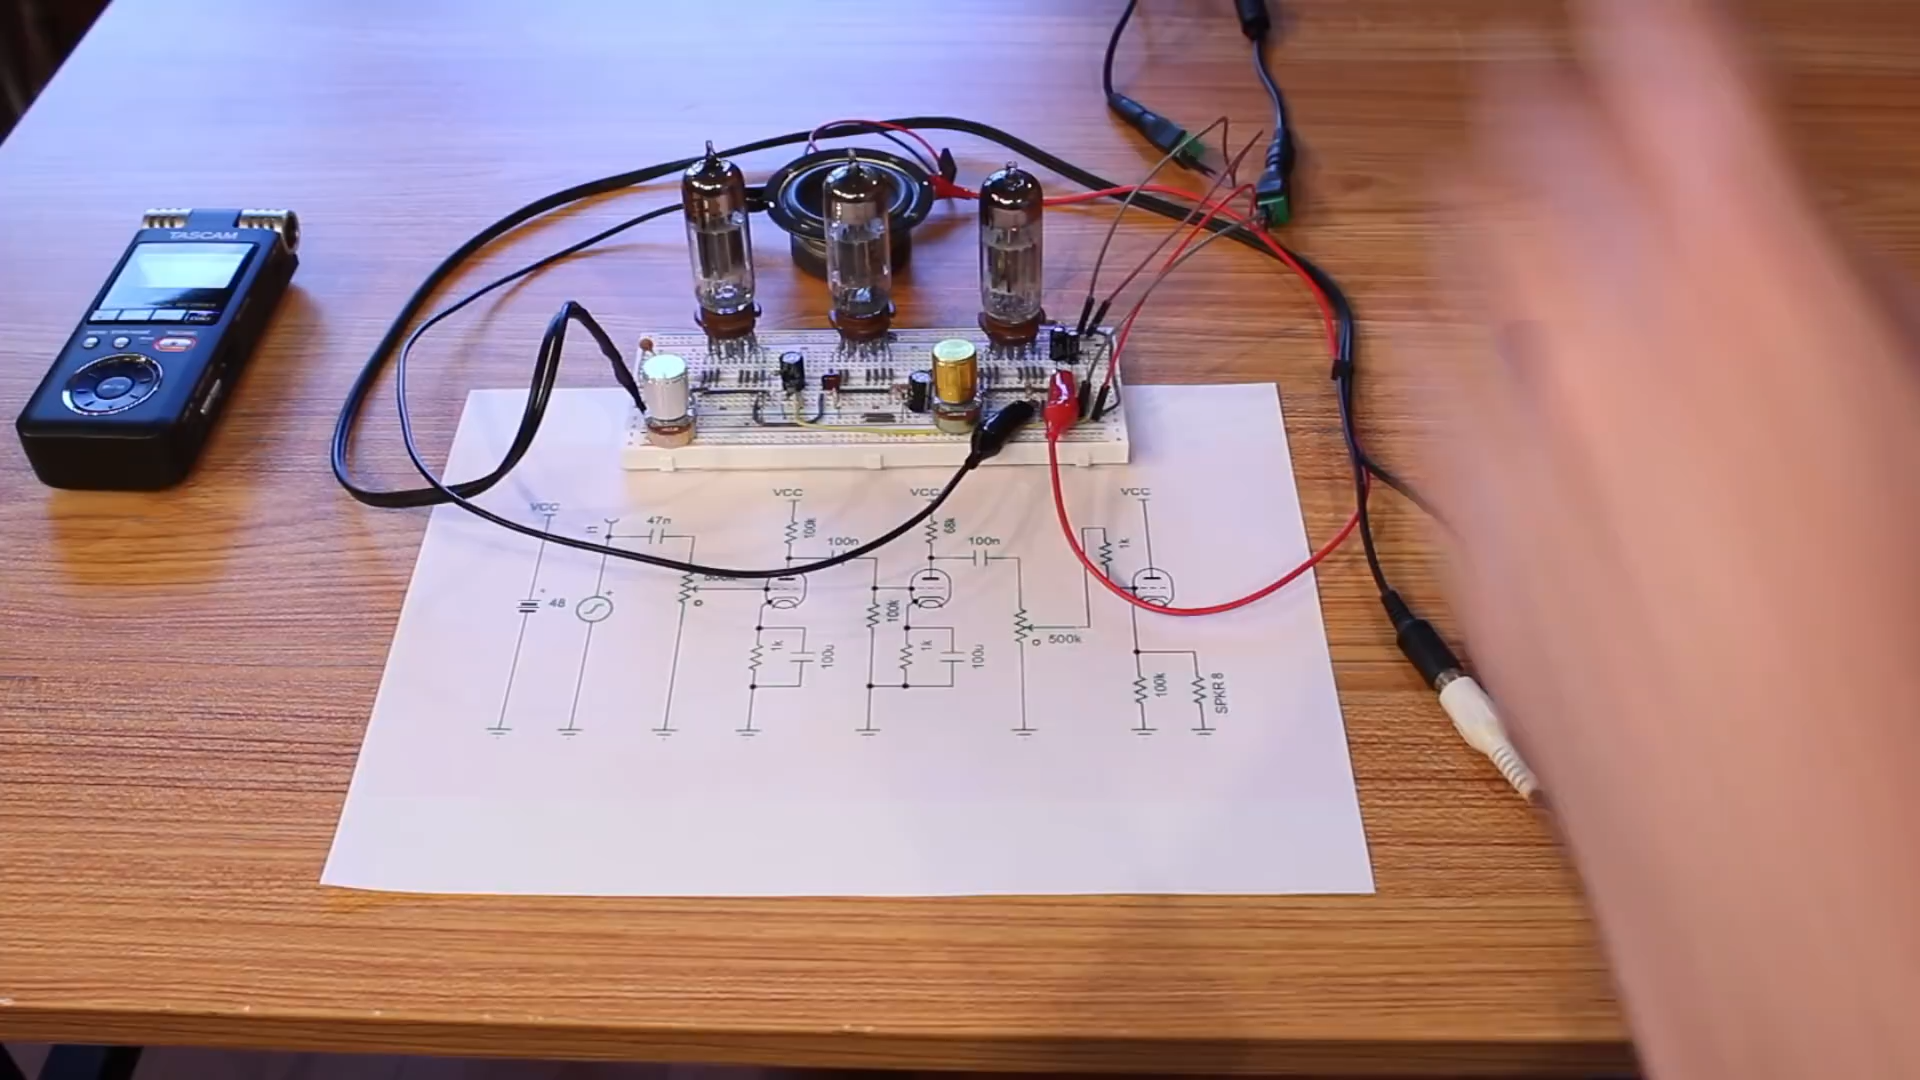 TASCAM
VCC
VCC
VCC
VCC
47n
100k
100n
68k
100n
1k
48
100k
500k
1k
100u
1k
100u
100k
SPKR 8